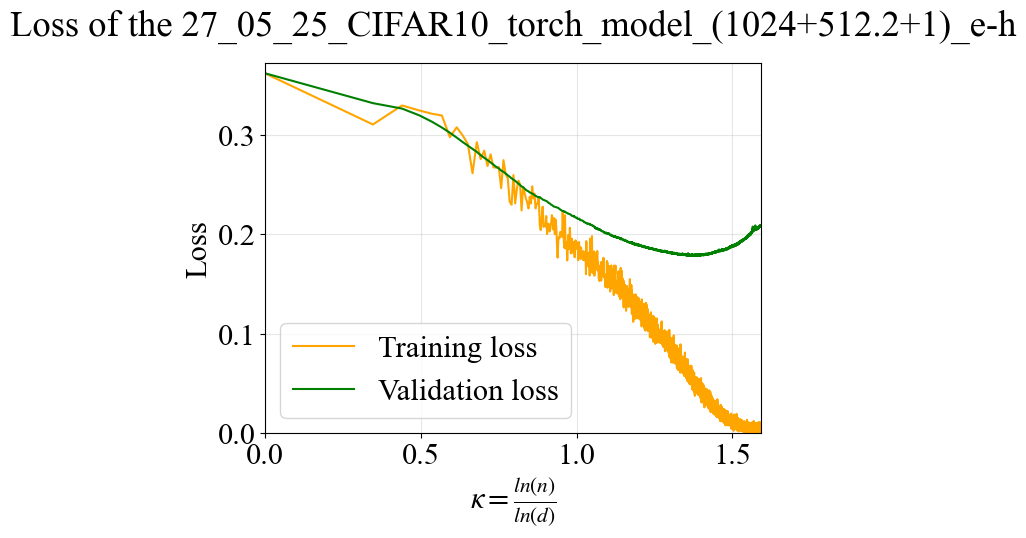 Loss of the 27_05_25_CIFAR10_torch_model_(1024+512.2+1)_e-h
Loss
0.3
0.2
0.1
0.0
Training loss
Validation loss
0.0 0.5 1.0 1.5
κ = ln(n) / ln(d)